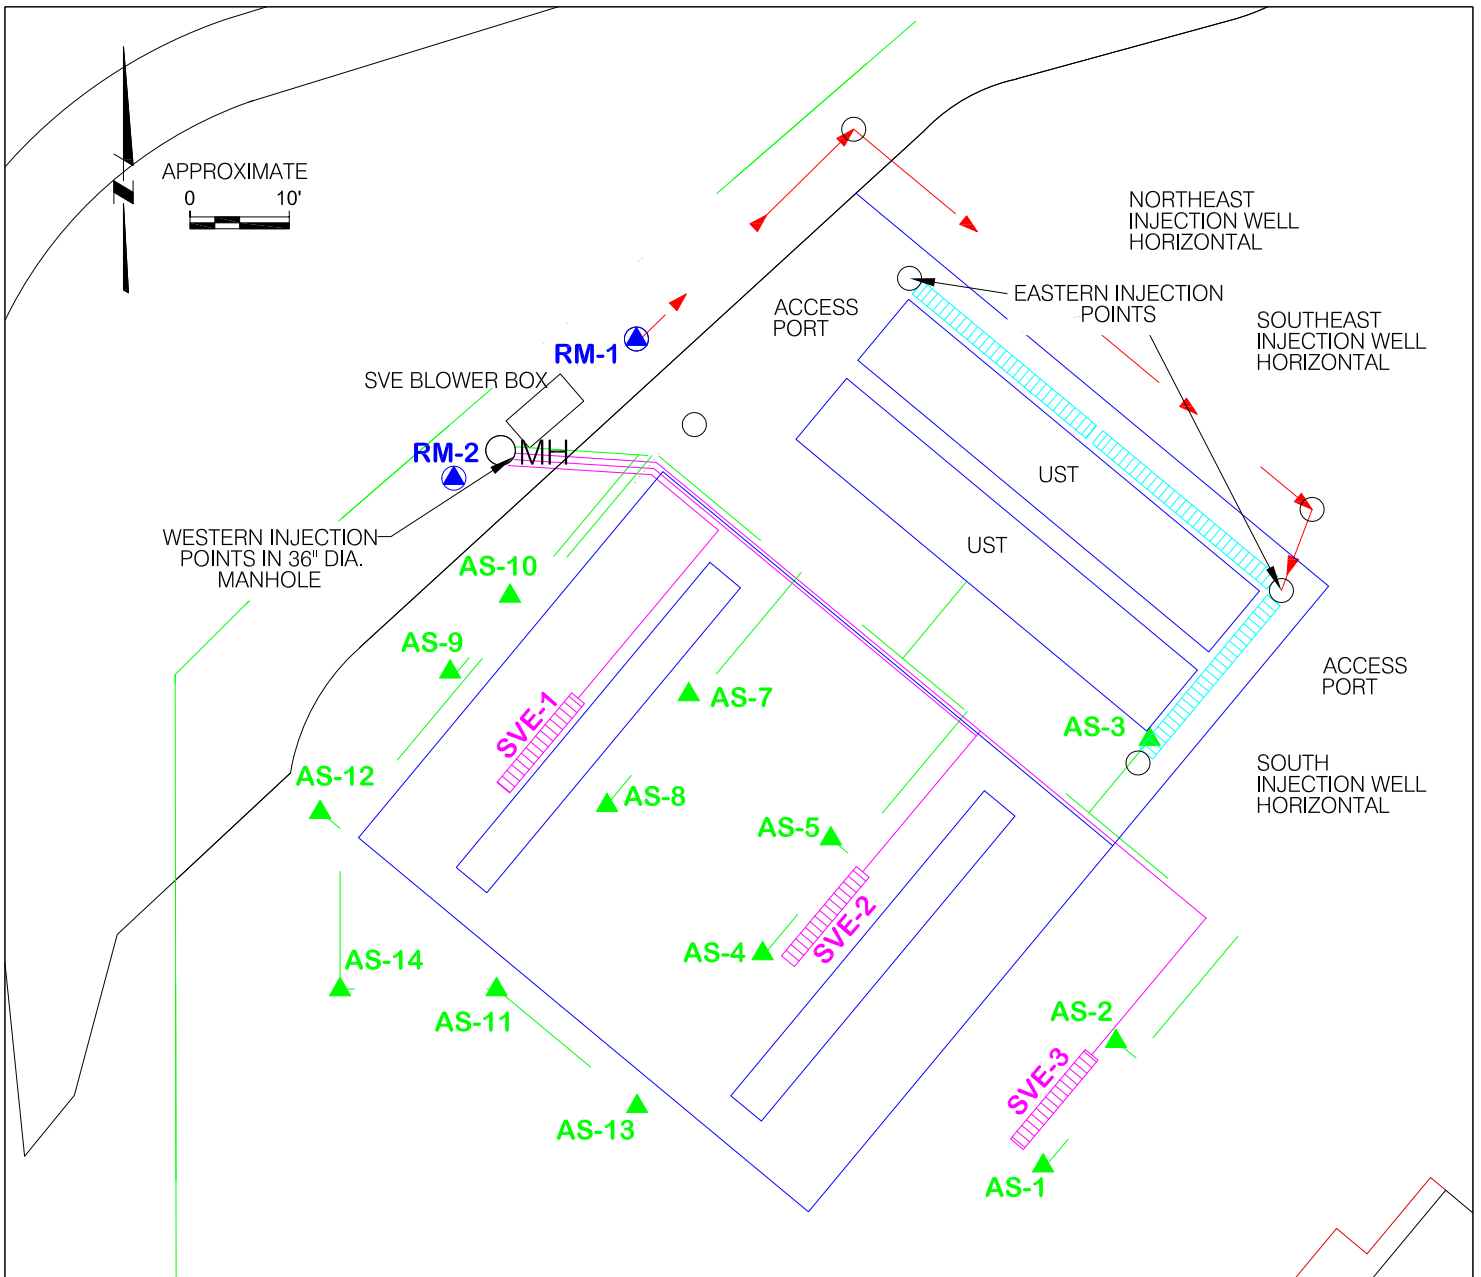 APPROXIMATE
0 10'
N
NORTHEAST
INJECTION WELL
HORIZONTAL
EASTERN INJECTION
POINTS
ACCESS
PORT
SOUTHEAST
INJECTION WELL
HORIZONTAL
RM-1
SVE BLOWER BOX
RM-2
MH
UST
UST
WESTERN INJECTION
POINTS IN 36" DIA.
MANHOLE
AS-10
AS-9
AS-7
SVE-1
ACCESS
PORT
AS-3
SOUTH
INJECTION WELL
HORIZONTAL
AS-12
AS-8
AS-5
SVE-2
AS-4
AS-14
AS-11
AS-2
SVE-3
AS-13
AS-1